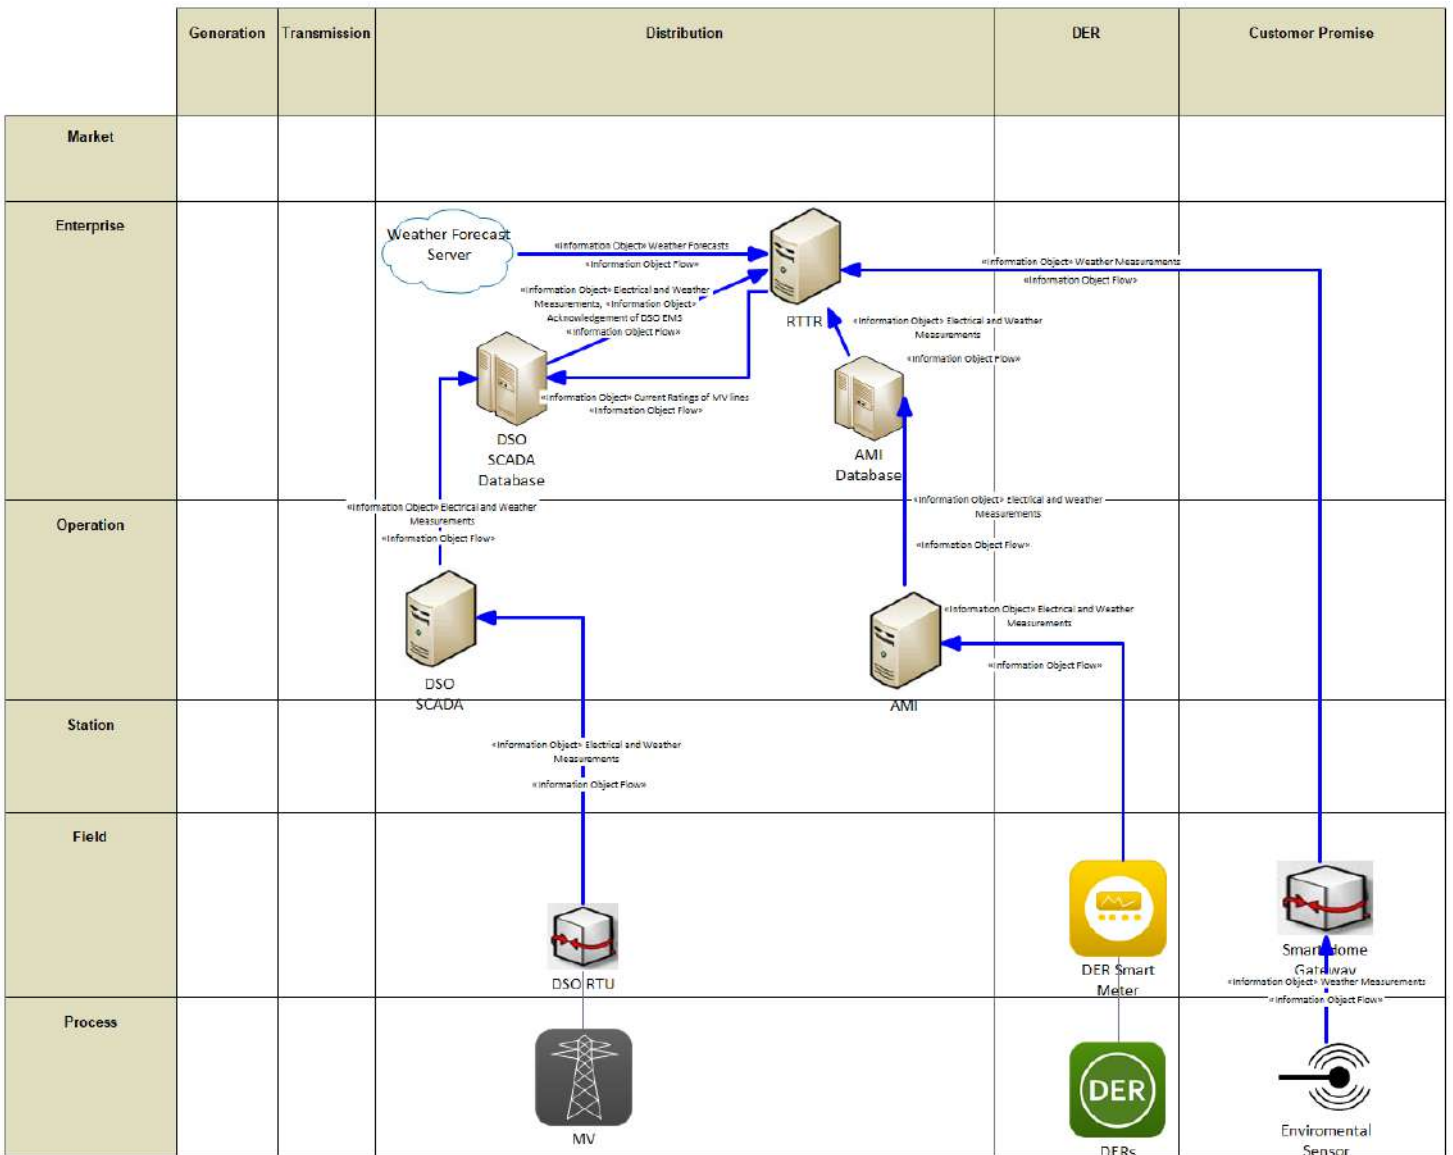 Generation
Transmission
Distribution
DER
Customer Premise
Market
Enterprise
Weather Forecast
Server
«Information Object» Weather Forecasts
«Information Object Flow»
«Information Object» Electrical and Weather
Measurements, «Information Object»
Acknowledgement of DSO EMS
«Information Object Flow»
RTTR
«Information Object» Weather Measurements
«Information Object Flow»
«Information Object» Electrical and Weather
Measurements
«Information Object Flow»
«Information Object» Current Ratings of MV lines
«Information Object Flow»
DSO
SCADA
Database
AMI
Database
Operation
«Information Object» Electrical and Weather
Measurements
«Information Object Flow»
«Information Object» Electrical and Weather
Measurements
«Information Object Flow»
DSO
SCADA
«Information Object» Electrical and Weather
Measurements
«Information Object Flow»
AMI
Station
«Information Object» Electrical and Weather
Measurements
«Information Object Flow»
Field
DSO RTU
DER Smart
Meter
Smart Home
Gateway
«Information Object» Weather Measurements
«Information Object Flow»
Process
MV
DER
DERs
Enviromental
Sensor